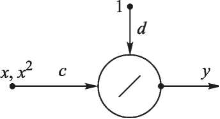 1
d
x, x² c y
/